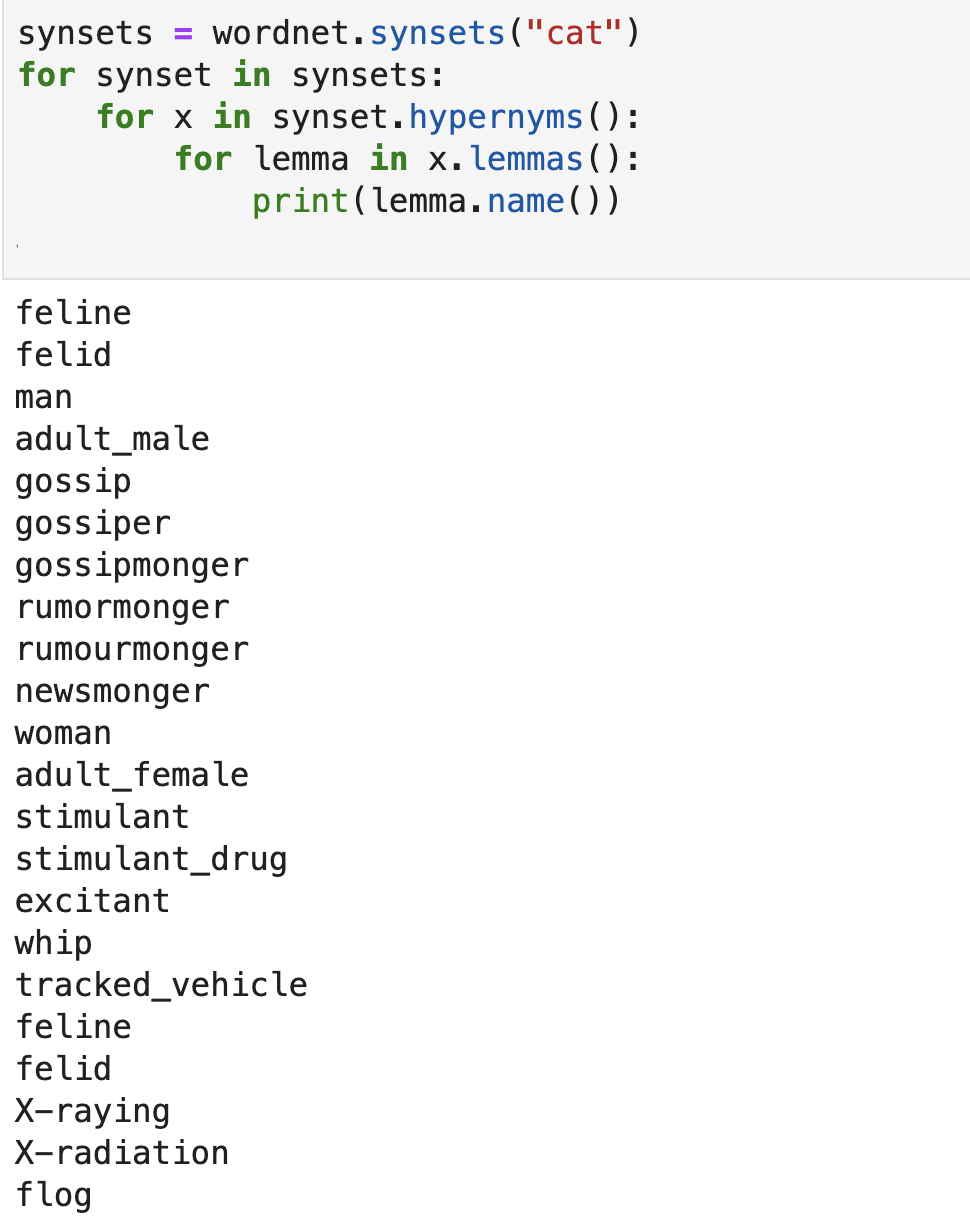 synsets = wordnet.synsets("cat")
for synset in synsets:
    for x in synset.hypernyms():
        for lemma in x.lemmas():
            print(lemma.name())
feline
felid
man
adult_male
gossip
gossiper
gossipmonger
rumormonger
rumourmonger
newsmonger
woman
adult_female
stimulant
stimulant_drug
excitant
whip
tracked_vehicle
feline
felid
X-raying
X-radiation
flog